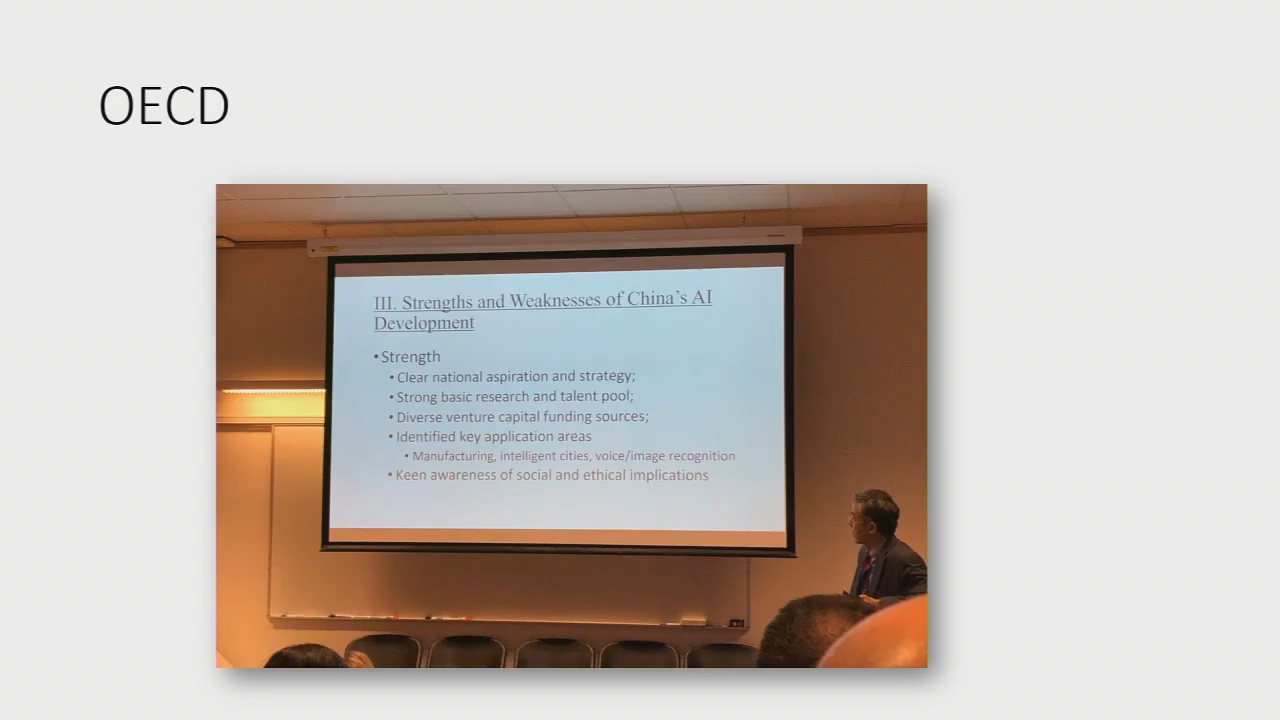 OECD
III. Strengths and Weaknesses of China's AI
Development
• Strength
• Clear national aspiration and strategy;
• Strong basic research and talent pool;
• Diverse venture capital funding sources;
• Identified key application areas
• Manufacturing, intelligent cities, voice/image recognition
• Keen awareness of social and ethical implications